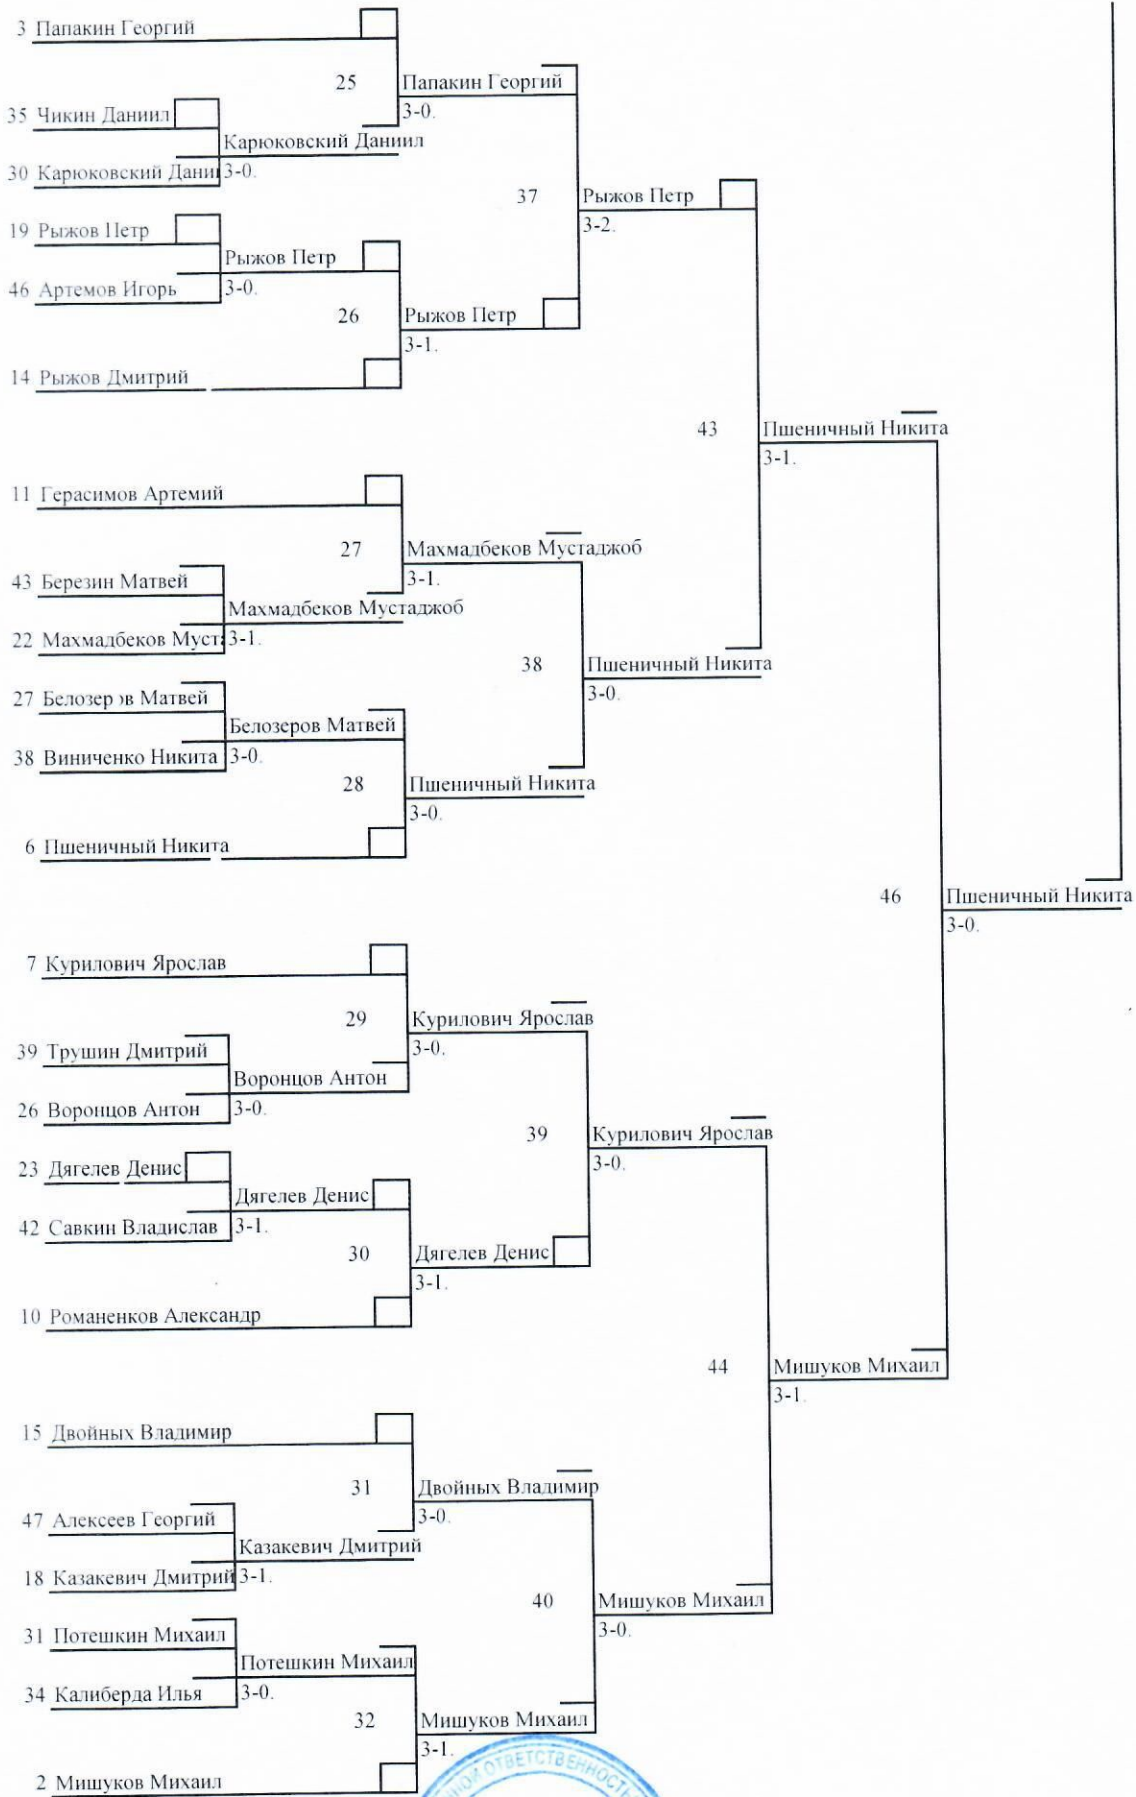 3 Папакин Георгий
25 Папакин Георгий
35 Чикин Даниил
3-0.
Карюковский Даниил
30 Карюковский Дани 3-0.
37 Рыжов Петр
19 Рыжов Петр
3-2.
Рыжов Петр
46 Артемов Игорь 3-0.
26 Рыжов Петр
3-1.
14 Рыжов Дмитрий
43 Пшеничный Никита
3-1.
11 Герасимов Артемий
27 Махмадбеков Мустаджоб
43 Березин Матвей
3-1.
Махмадбеков Мустаджоб
22 Махмадбеков Муст 3-1.
38 Пшеничный Никита
27 Белозеров Матвей
3-0.
Белозеров Матвей
38 Виниченко Никита 3-0.
28 Пшеничный Никита
3-0.
6 Пшеничный Никита
46 Пшеничный Никита
3-0.
7 Курилович Ярослав
29 Курилович Ярослав
39 Трушин Дмитрий
3-0.
Воронцов Антон
26 Воронцов Антон 3-0.
39 Курилович Ярослав
23 Дягелев Денис
3-0.
Дягелев Денис
42 Савкин Владислав 3-1.
30 Дягелев Денис
3-1.
10 Романенков Александр
44 Мишуков Михаил
3-1.
15 Двойных Владимир
31 Двойных Владимир
47 Алексеев Георгий
3-0.
Казакевич Дмитрий
18 Казакевич Дмитрий 3-1.
40 Мишуков Михаил
31 Потешкин Михаил
3-0.
Потешкин Михаил
34 Калиберда Илья 3-0.
32 Мишуков Михаил
3-1.
2 Мишуков Михаил
ОТВЕТСТВЕННОСТЬ